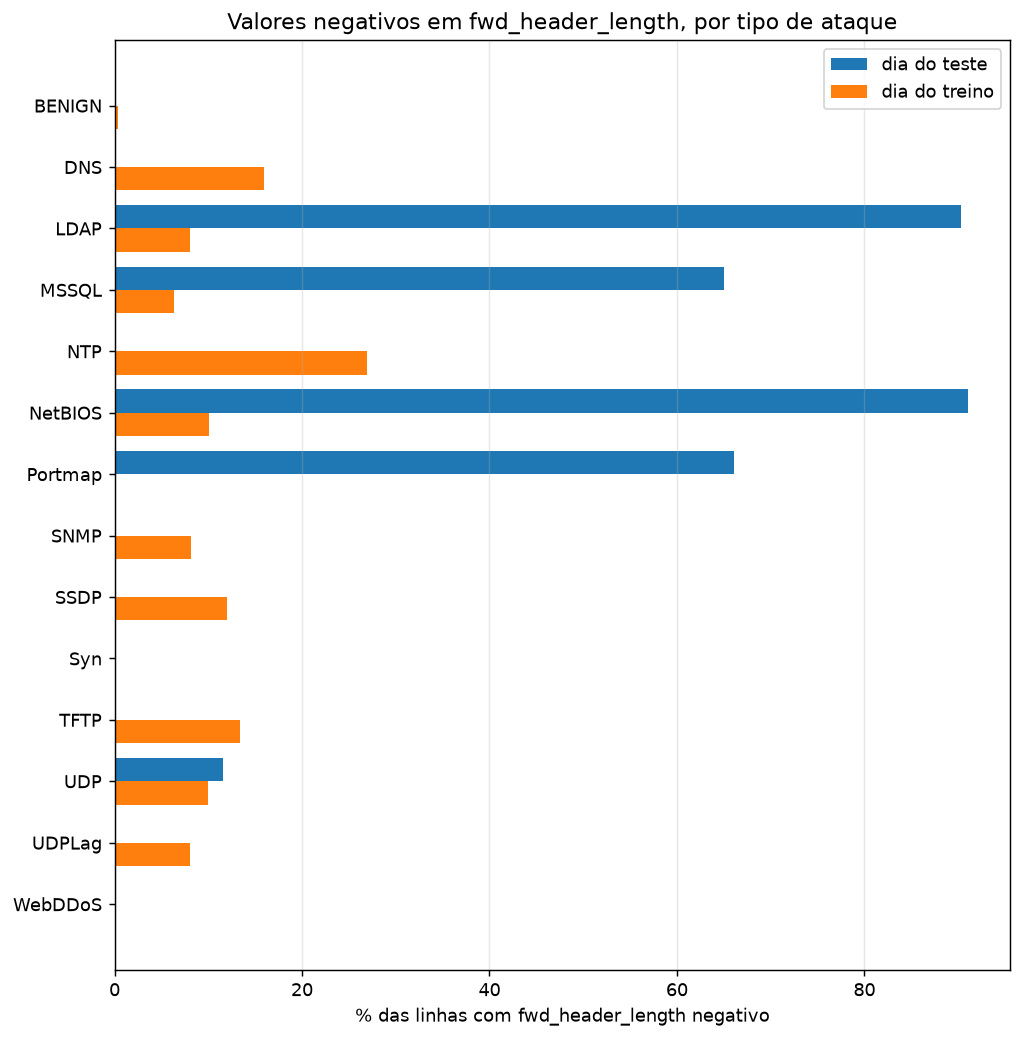 Valores negativos em fwd_header_length, por tipo de ataque
dia do teste
dia do treino
BENIGN
DNS
LDAP
MSSQL
NTP
NetBIOS
Portmap
SNMP
SSDP
Syn
TFTP
UDP
UDPLag
WebDDoS
0 20 40 60 80
% das linhas com fwd_header_length negativo